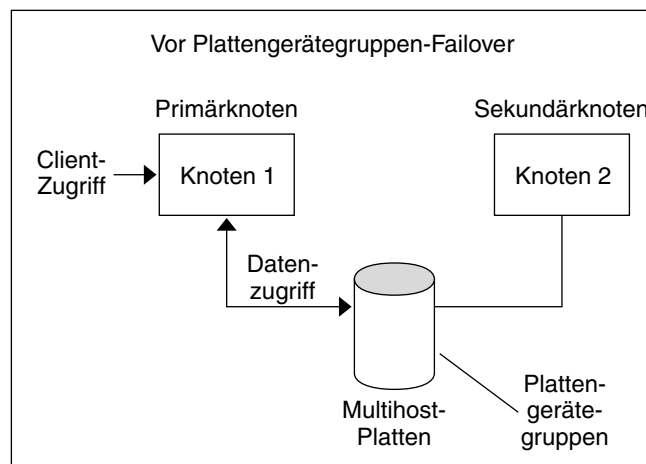 Vor Plattengerätegruppen-Failover
Primärknoten
Sekundärknoten
Client-
Zugriff
Knoten 1
Knoten 2
Daten-
zugriff
Multihost-
Platten
Platten-
geräte-
gruppen